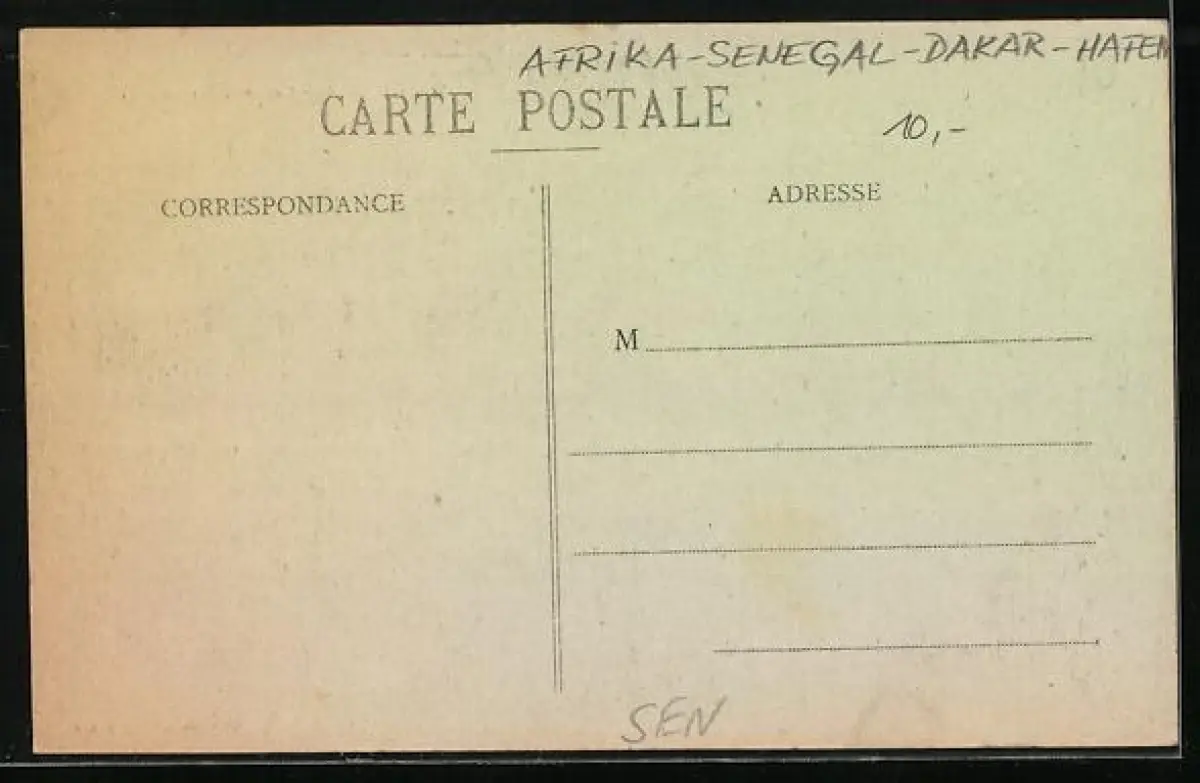 AFRIKA-SENEGAL-DAKAR-HAFEN
CARTE POSTALE
10,-
CORRESPONDANCE
ADRESSE
M
SEN